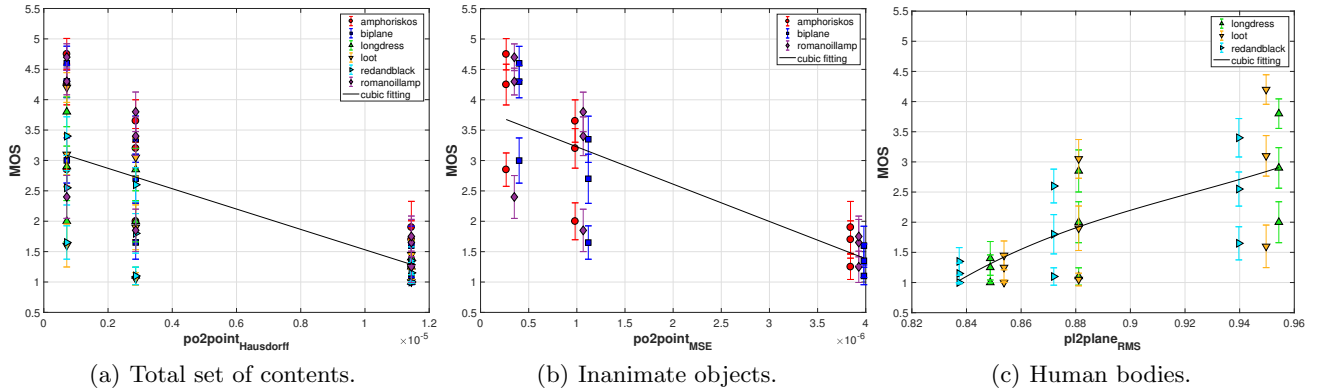 5.5
5
4.5
4
3.5
3
2.5
2
1.5
1
0.5
MOS
0 0.2 0.4 0.6 0.8 1 1.2
×10^-5
po2point_Hausdorff
amphoriskos
biplane
longdress
loot
redandblack
romanoillamp
cubic fitting
(a) Total set of contents.
5.5
5
4.5
4
3.5
3
2.5
2
1.5
1
0.5
MOS
0 0.5 1 1.5 2 2.5 3 3.5 4
×10^-6
po2point_MSE
amphoriskos
biplane
romanoillamp
cubic fitting
(b) Inanimate objects.
5.5
5
4.5
4
3.5
3
2.5
2
1.5
1
0.5
MOS
0.82 0.84 0.86 0.88 0.9 0.92 0.94 0.96
pl2plane_RMS
longdress
loot
redandblack
cubic fitting
(c) Human bodies.